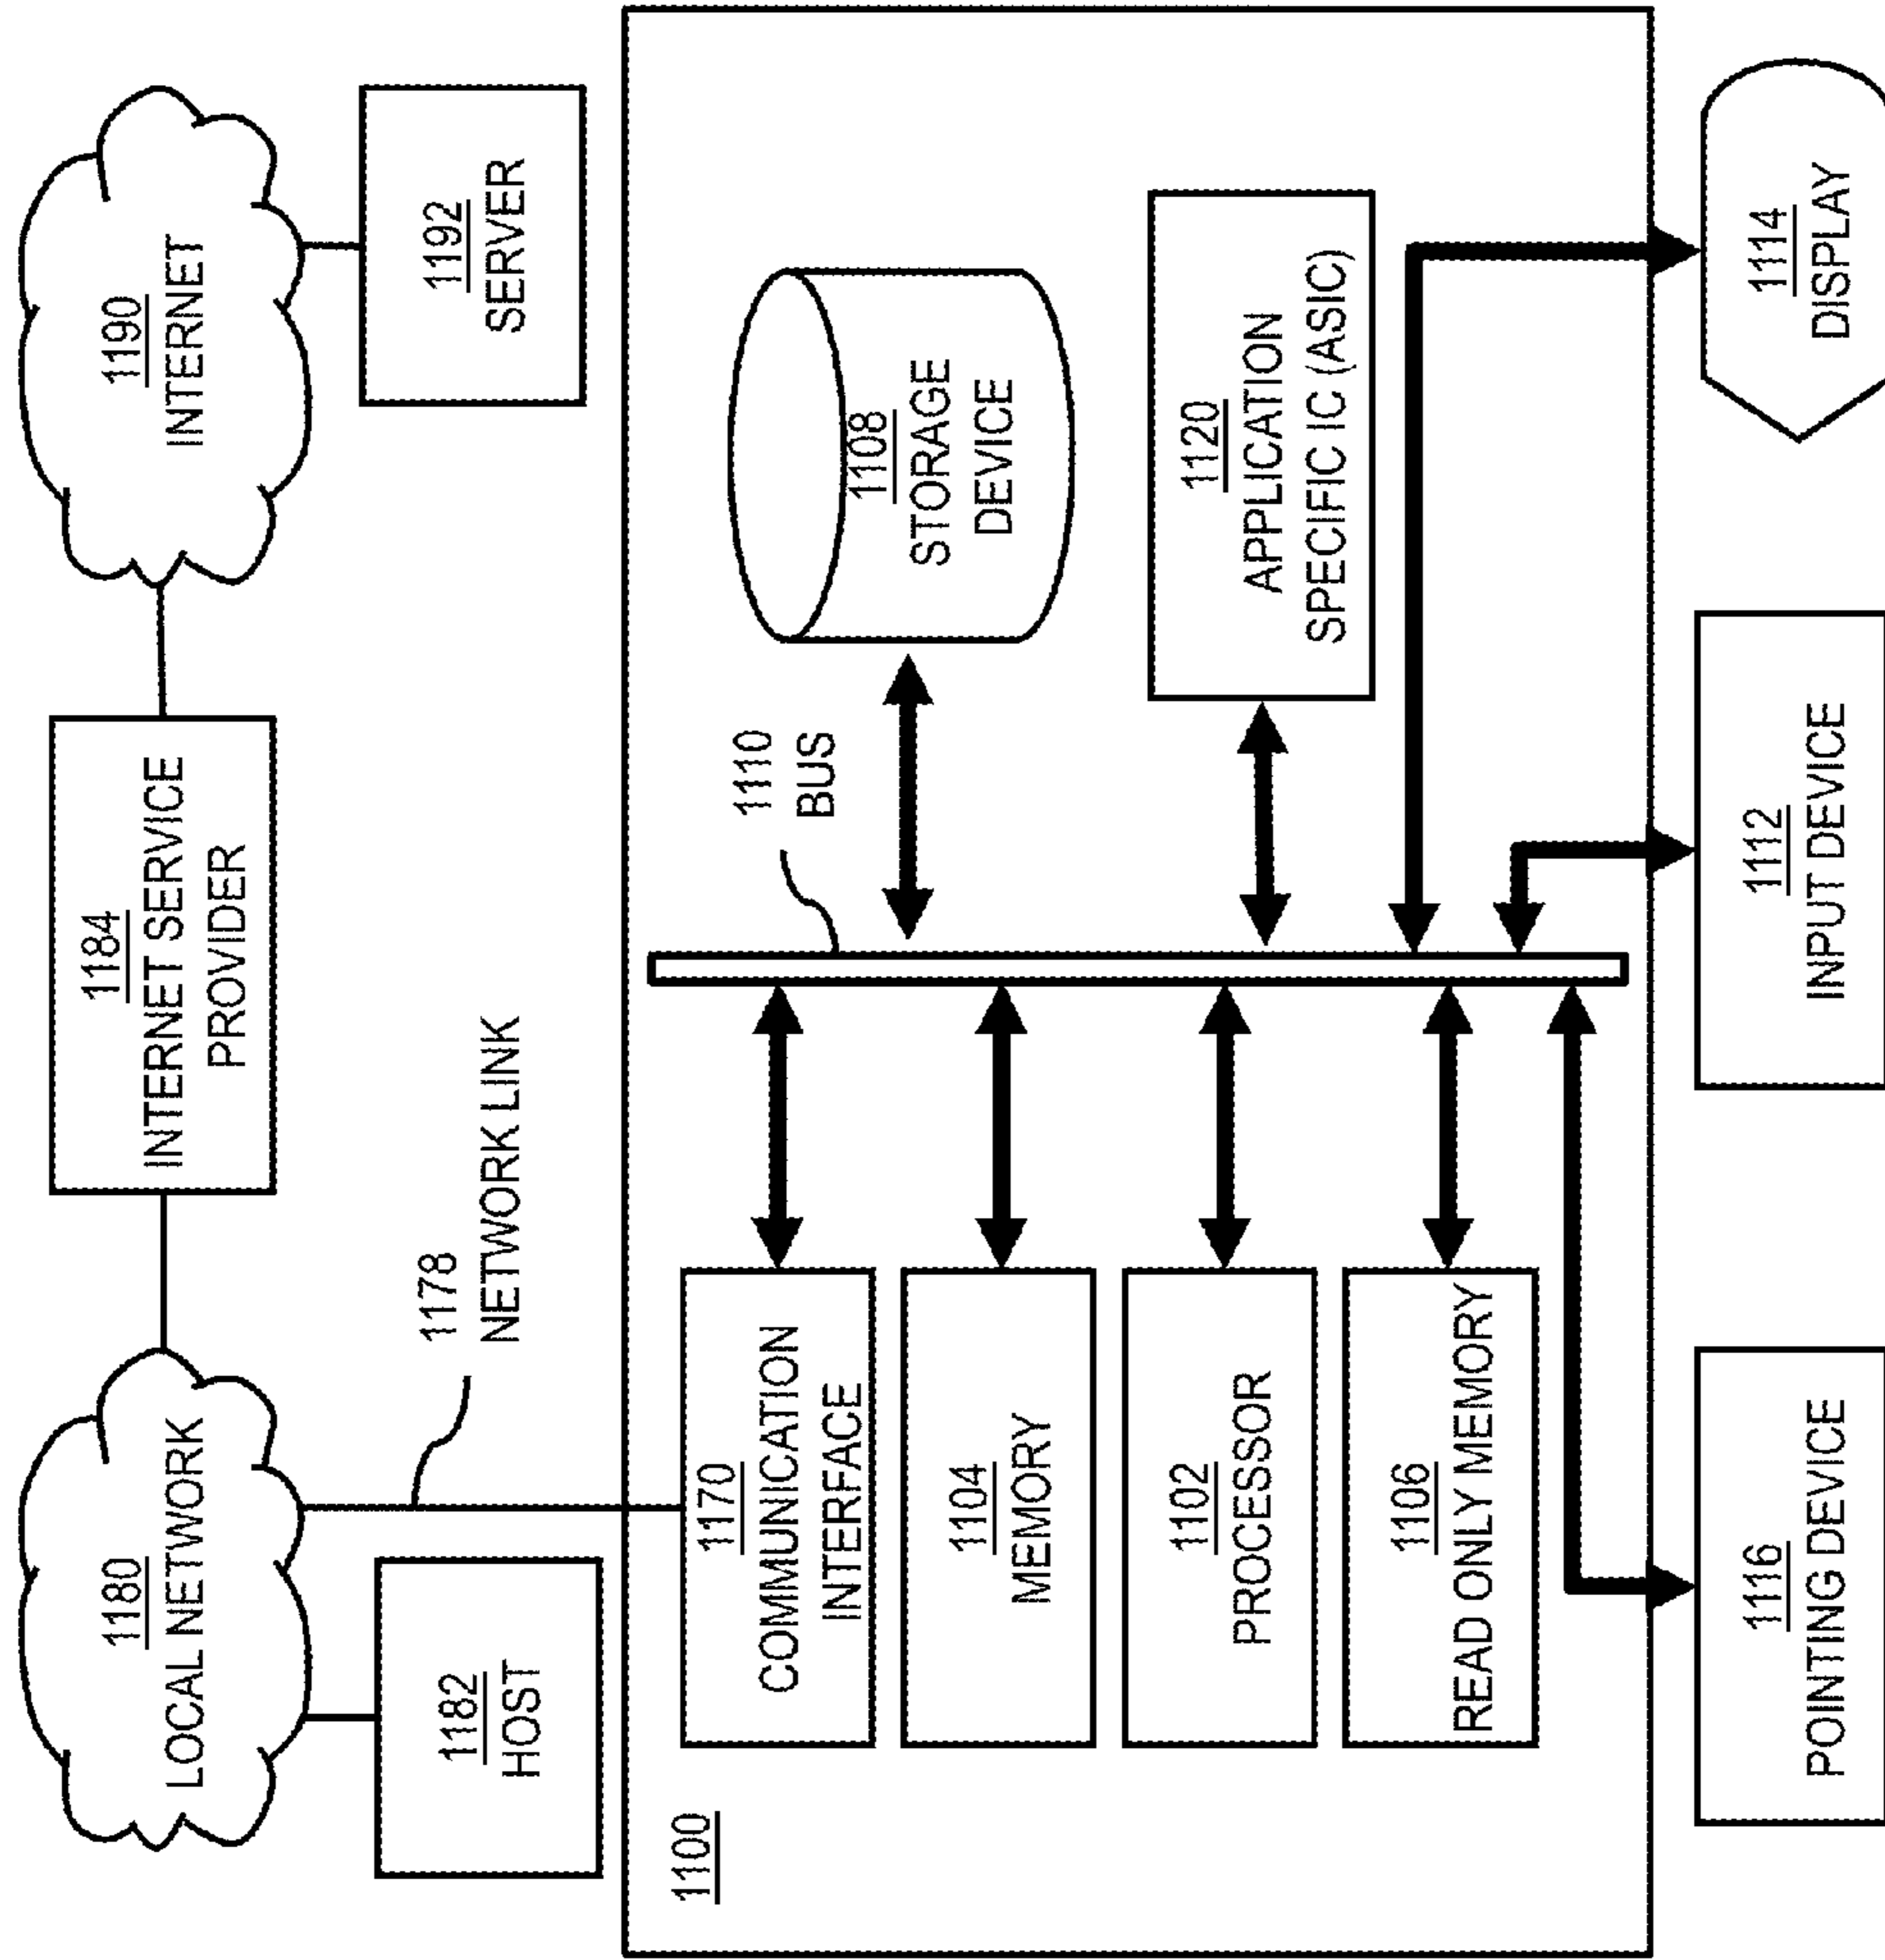 1180
LOCAL NETWORK
1184
INTERNET SERVICE
PROVIDER
1190
INTERNET
1182
HOST
1178
NETWORK LINK
1192
SERVER
1100
1170
COMMUNICATION
INTERFACE
1110
BUS
1108
STORAGE
DEVICE
1104
MEMORY
1102
PROCESSOR
1120
APPLICATION
SPECIFIC IC (ASIC)
1106
READ ONLY MEMORY
1116
POINTING DEVICE
1112
INPUT DEVICE
1114
DISPLAY